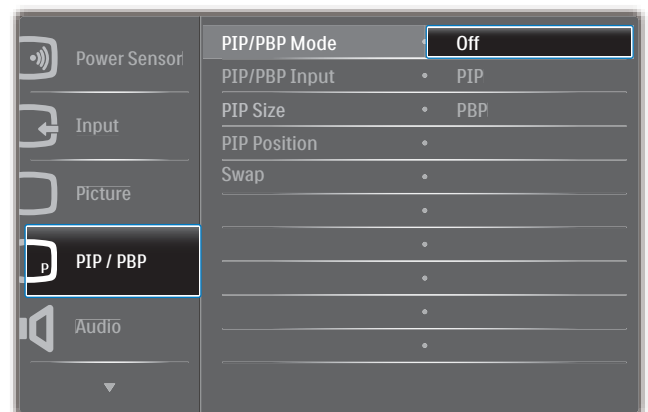 Power Sensor
Input
Picture
P
PIP / PBP
Audio
PIP/PBP Mode
PIP/PBP Input
PIP Size
PIP Position
Swap
Off
PIP
PBP